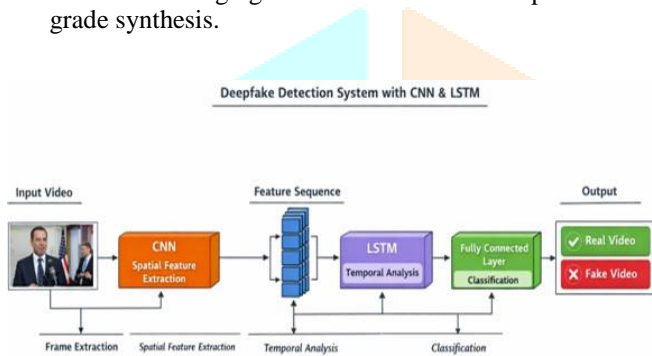 grade synthesis.
Deepfake Detection System with CNN & LSTM
Input Video
Feature Sequence
Output
CNN
Spatial Feature
Extraction
LSTM
Temporal Analysis
Fully Connected
Layer
Classification
Real Video
Fake Video
Frame Extraction
Spatial Feature Extraction
Temporal Analysis
Classification